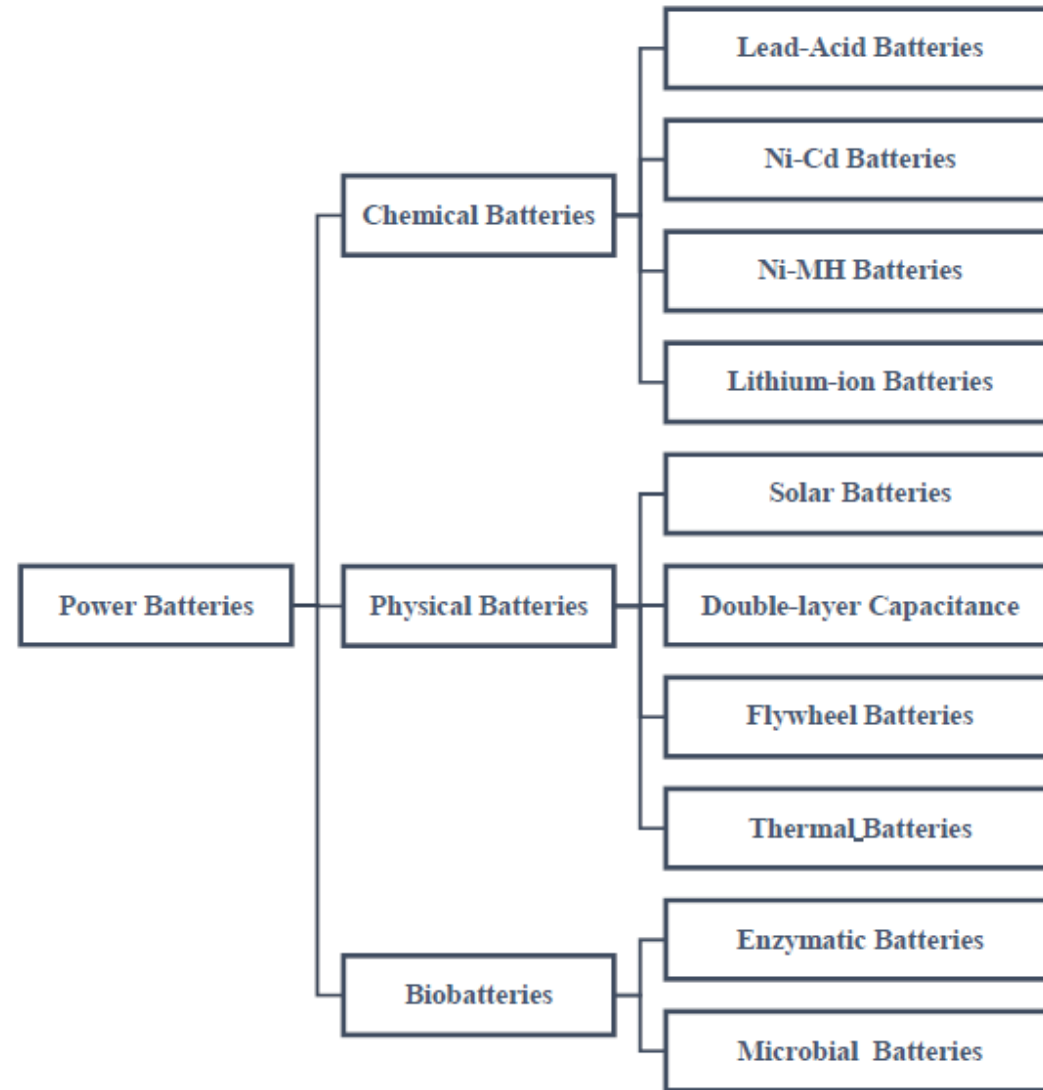 Lead-Acid Batteries
Ni-Cd Batteries
Chemical Batteries
Ni-MH Batteries
Lithium-ion Batteries
Solar Batteries
Power Batteries
Physical Batteries
Double-layer Capacitance
Flywheel Batteries
Thermal Batteries
Enzymatic Batteries
Biobatteries
Microbial Batteries